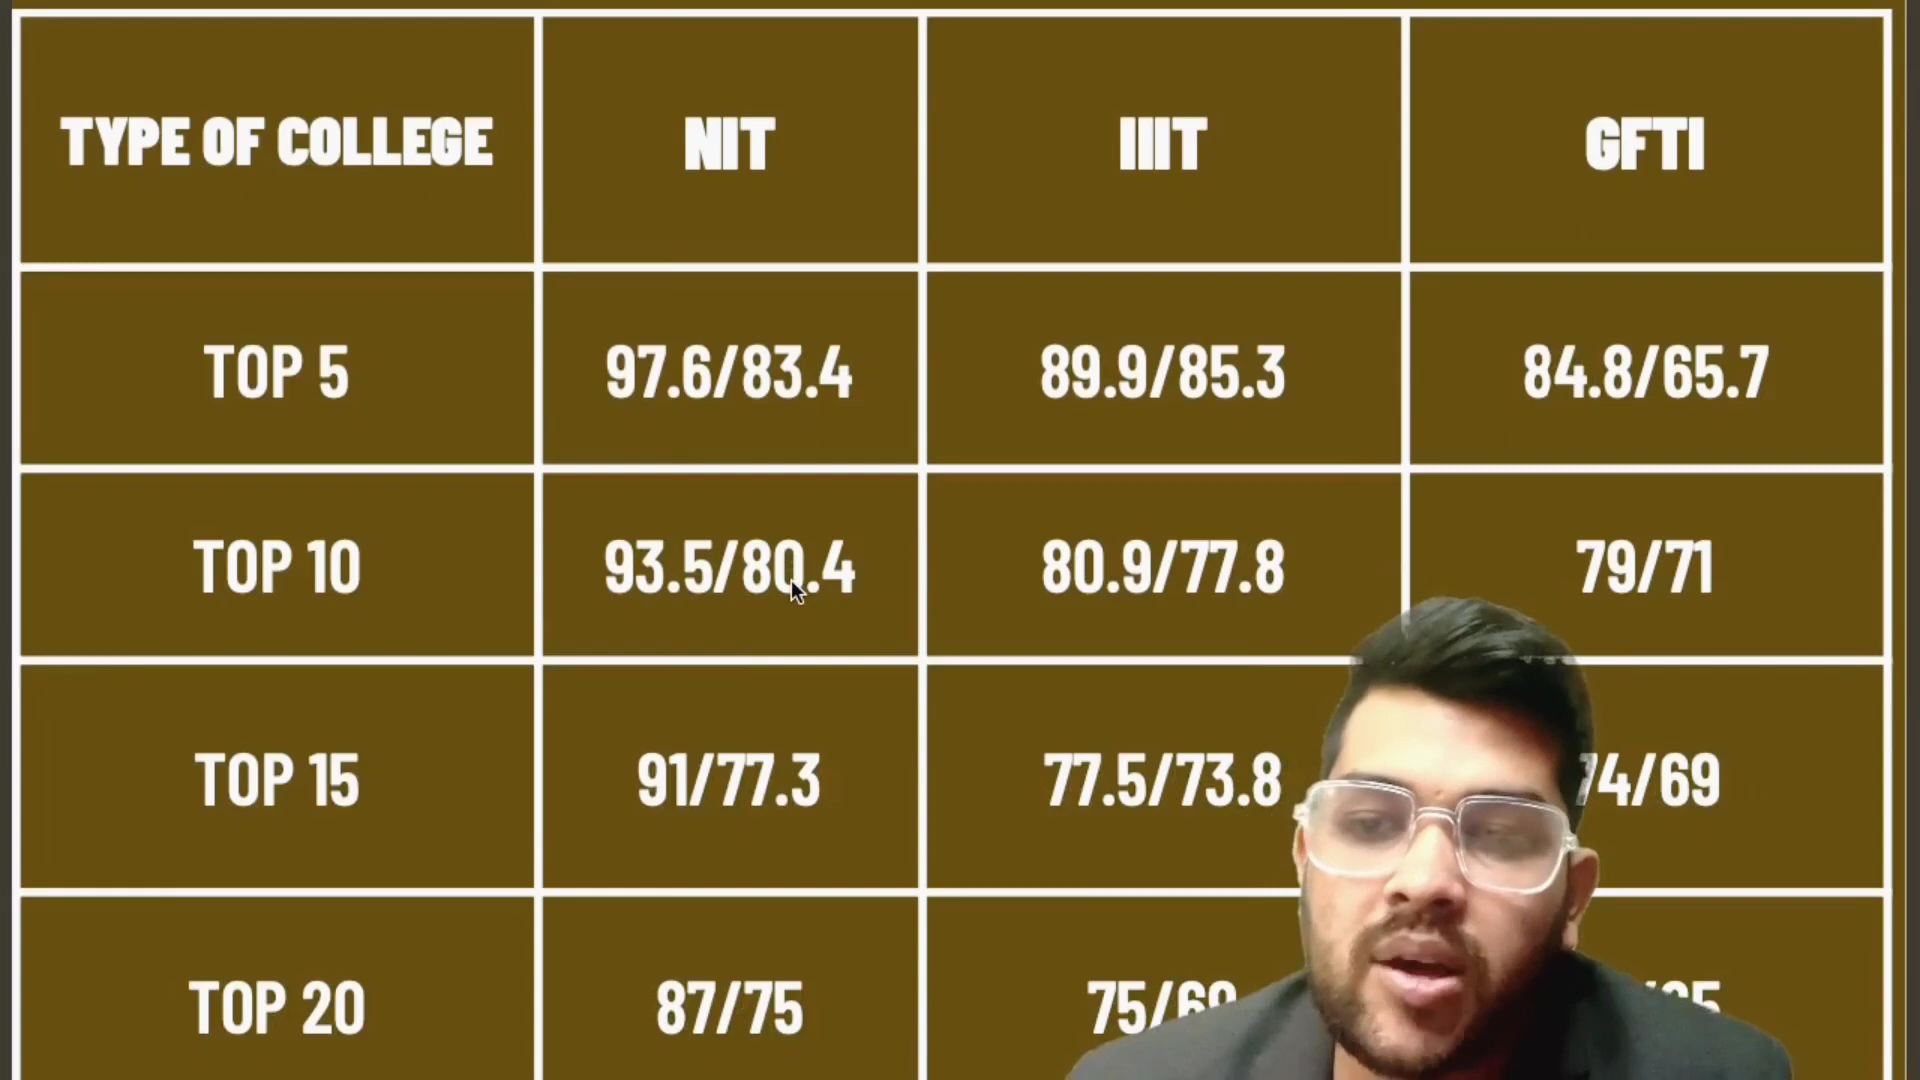 TYPE OF COLLEGE NIT IIIT GFTI
TOP 5 97.6/83.4 89.9/85.3 84.8/65.7
TOP 10 93.5/80.4 80.9/77.8 79/71
TOP 15 91/77.3 77.5/73.8
TOP 20 87/75